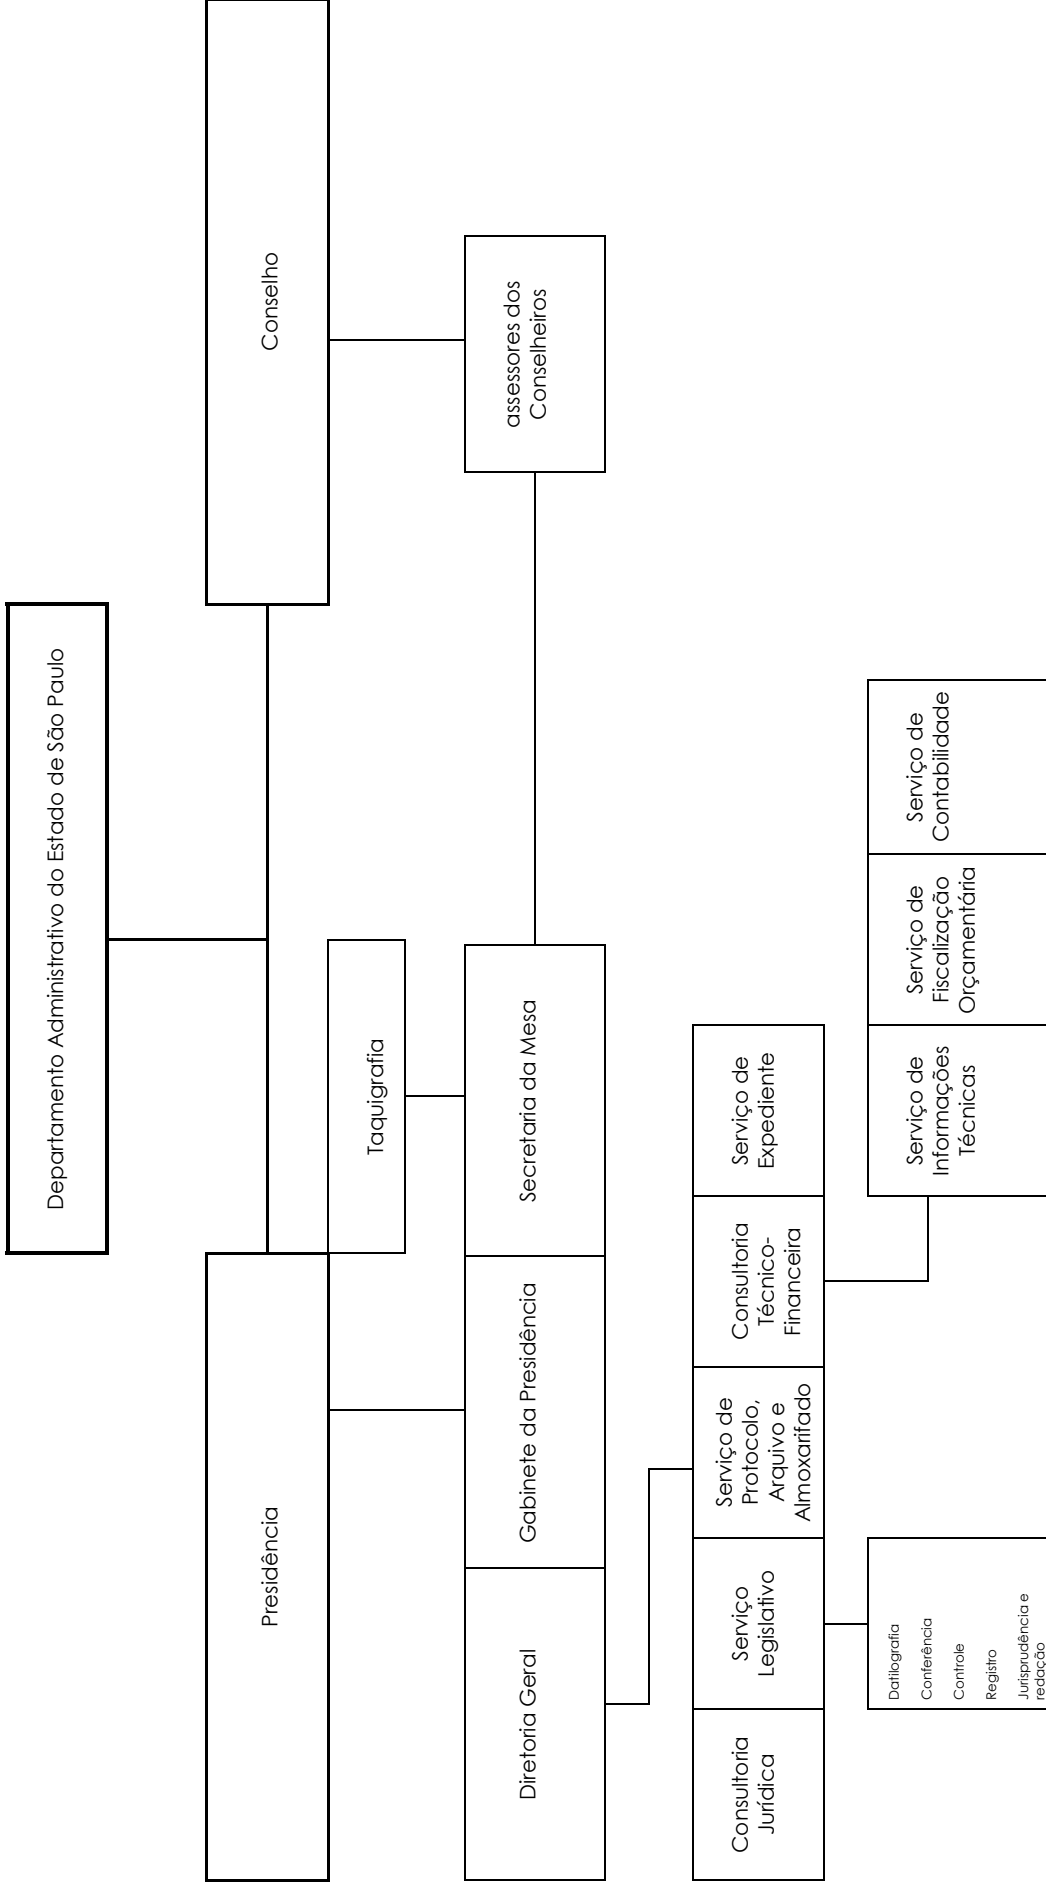 Departamento Administrativo do Estado de São Paulo
Presidência
Conselho
Taquigrafia
Diretoria Geral
Gabinete da Presidência
Secretaria da Mesa
assessores dos
Conselheiros
Consultoria
Jurídica
Serviço
Legislativo
Serviço de
Protocolo,
Arquivo e
Almoxarifado
Consultoria
Técnico-
Financeira
Serviço de
Expediente
Datilografia
Conferência
Controle
Registro
Jurisprudência e
redação
Serviço de
Informações
Técnicas
Serviço de
Fiscalização
Orçamentária
Serviço de
Contabilidade